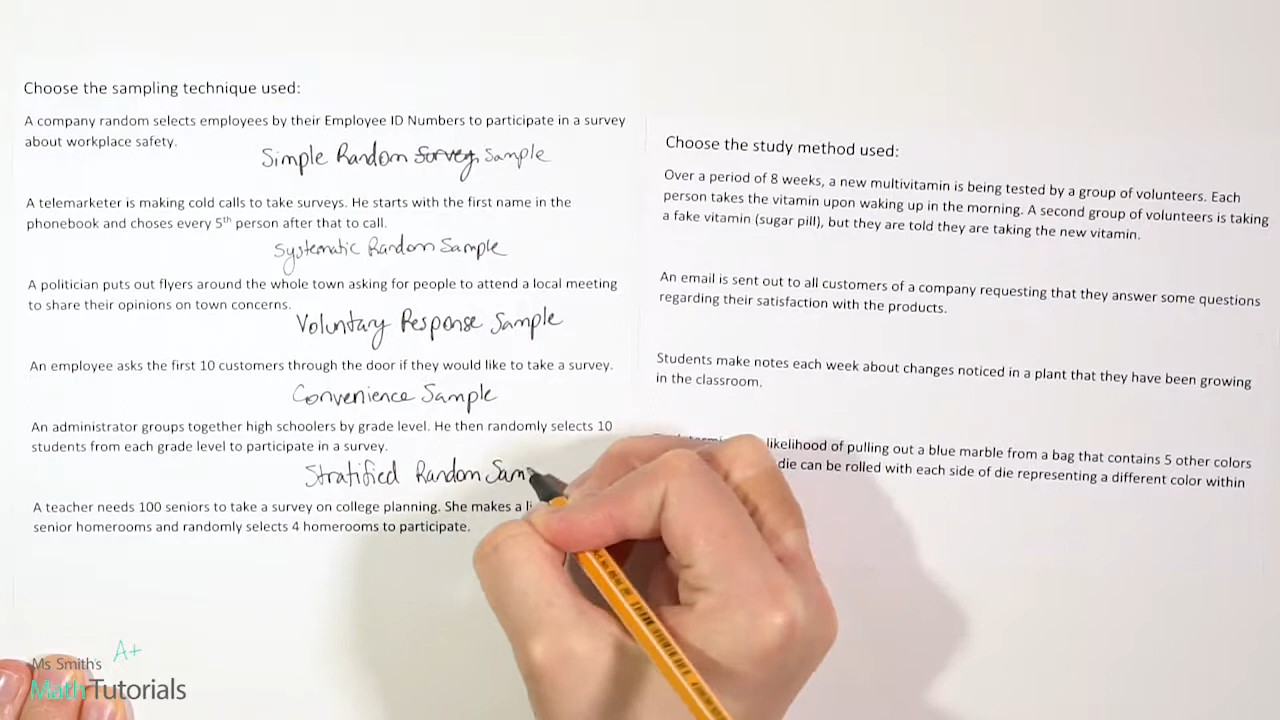 Choose the sampling technique used:
A company random selects employees by their Employee ID Numbers to participate in a survey
about workplace safety.
Simple Random Survey Sample
A telemarketer is making cold calls to take surveys. He starts with the first name in the
phonebook and choses every 5th person after that to call.
Systematic Random Sample
A politician puts out flyers around the whole town asking for people to attend a local meeting
to share their opinions on town concerns.
Voluntary Response Sample
An employee asks the first 10 customers through the door if they would like to take a survey.
Convenience Sample
An administrator groups together high schoolers by grade level. He then randomly selects 10
students from each grade level to participate in a survey.
Stratified Random Sam
A teacher needs 100 seniors to take a survey on college planning. She makes a
senior homerooms and randomly selects 4 homerooms to participate.
Choose the study method used:
Over a period of 8 weeks, a new multivitamin is being tested by a group of volunteers. Each
person takes the vitamin upon waking up in the morning. A second group of volunteers is taking
a fake vitamin (sugar pill), but they are told they are taking the new vitamin.
An email is sent out to all customers of a company requesting that they answer some questions
regarding their satisfaction with the products.
Students make notes each week about changes noticed in a plant that they have been growing
in the classroom.
likelihood of pulling out a blue marble from a bag that contains 5 other colors
die can be rolled with each side of die representing a different color within
Ms Smith's A+
MathTutorials